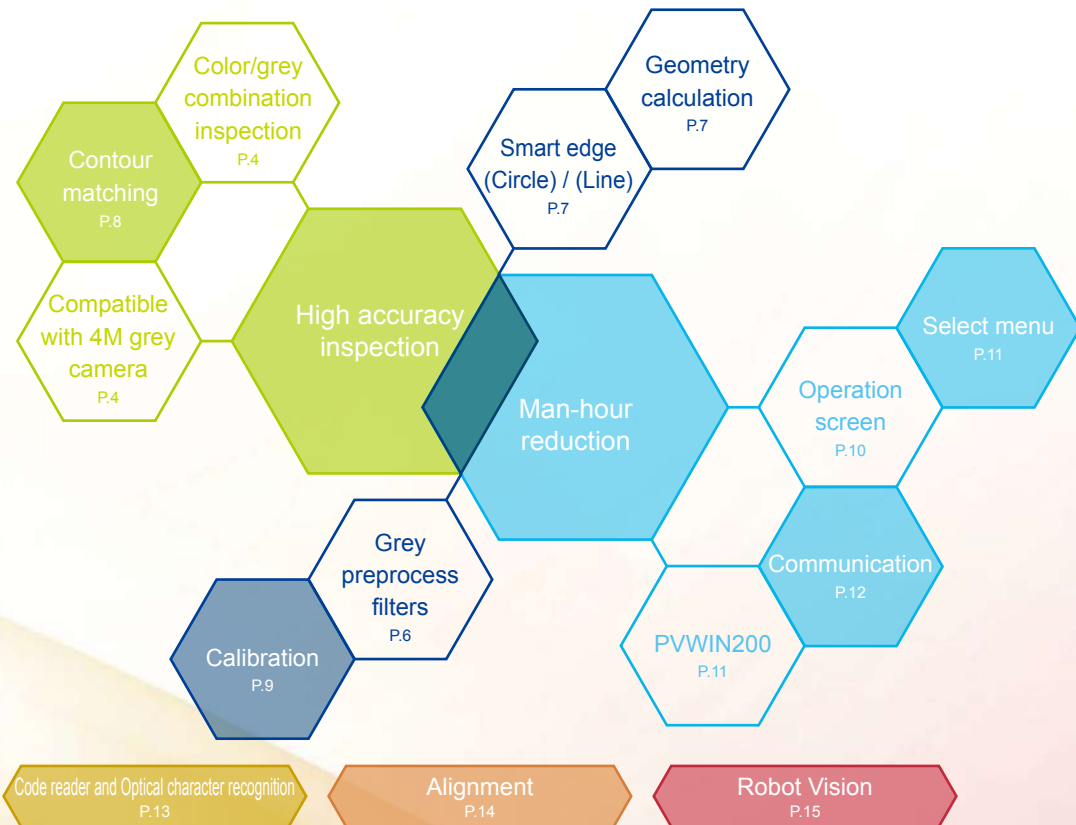 Color/grey
combination
inspection
P.4
Contour
matching
P.8
Compatible
with 4M grey
camera
P.4
High accuracy
inspection
Geometry
calculation
P.7
Smart edge
(Circle) / (Line)
P.7
Man-hour
reduction
Select menu
P.11
Operation
screen
P.10
Communication
P.12
PVWIN200
P.11
Grey
preprocess
filters
P.6
Calibration
P.9
Code reader and Optical character recognition
P.13
Alignment
P.14
Robot Vision
P.15